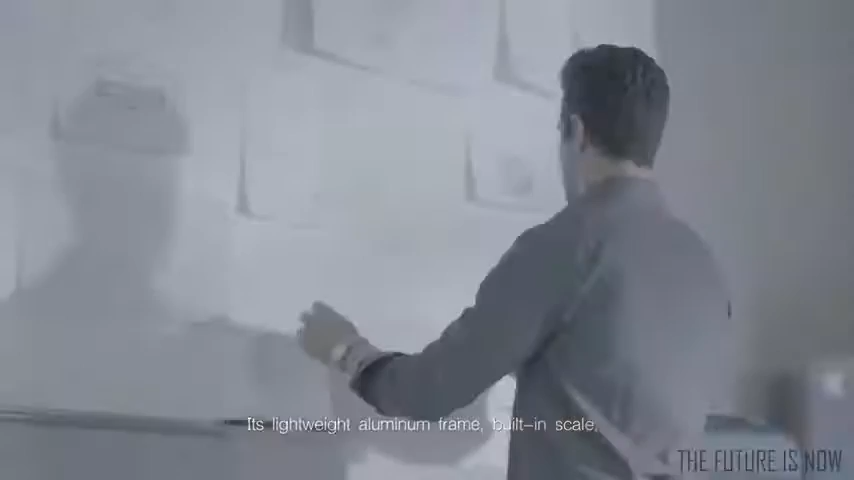 Its lightweight aluminum frame, built-in scale,
THE FUTURE IS NOW